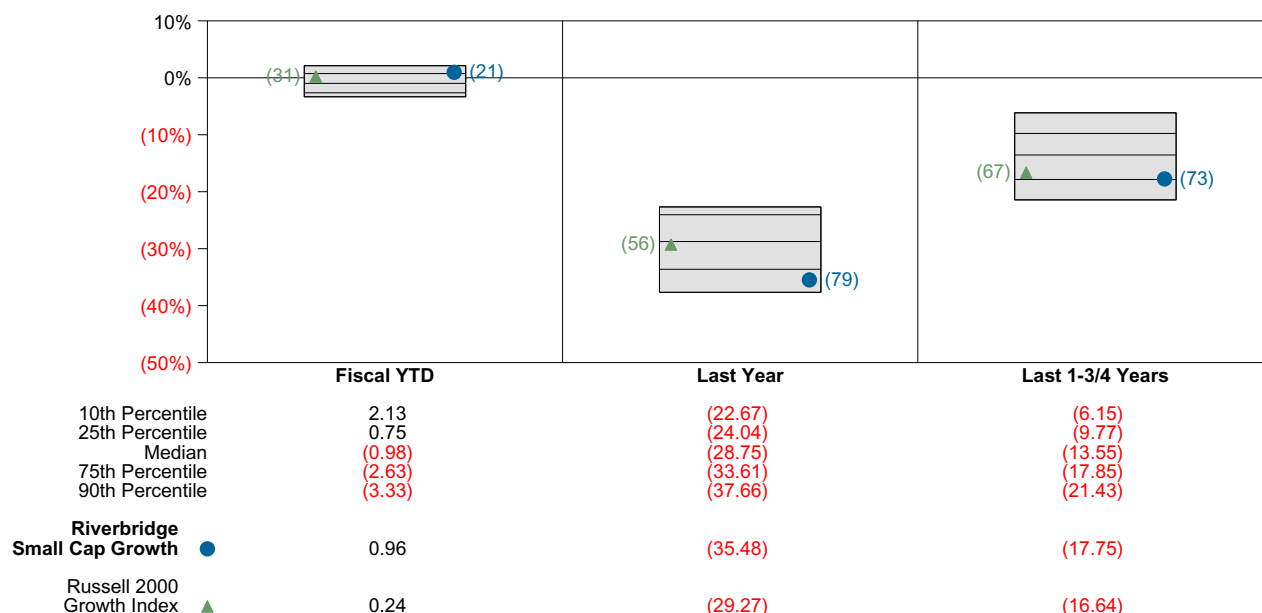 10%
0%
(10%)
(20%)
(30%)
(40%)
(50%)
(31) (21)
(56) (79)
(67) (73)
Fiscal YTD Last Year Last 1-3/4 Years
10th Percentile 2.13 (22.67) (6.15)
25th Percentile 0.75 (24.04) (9.77)
Median (0.98) (28.75) (13.55)
75th Percentile (2.63) (33.61) (17.85)
90th Percentile (3.33) (37.66) (21.43)
Riverbridge
Small Cap Growth 0.96 (35.48) (17.75)
Russell 2000
Growth Index 0.24 (29.27) (16.64)